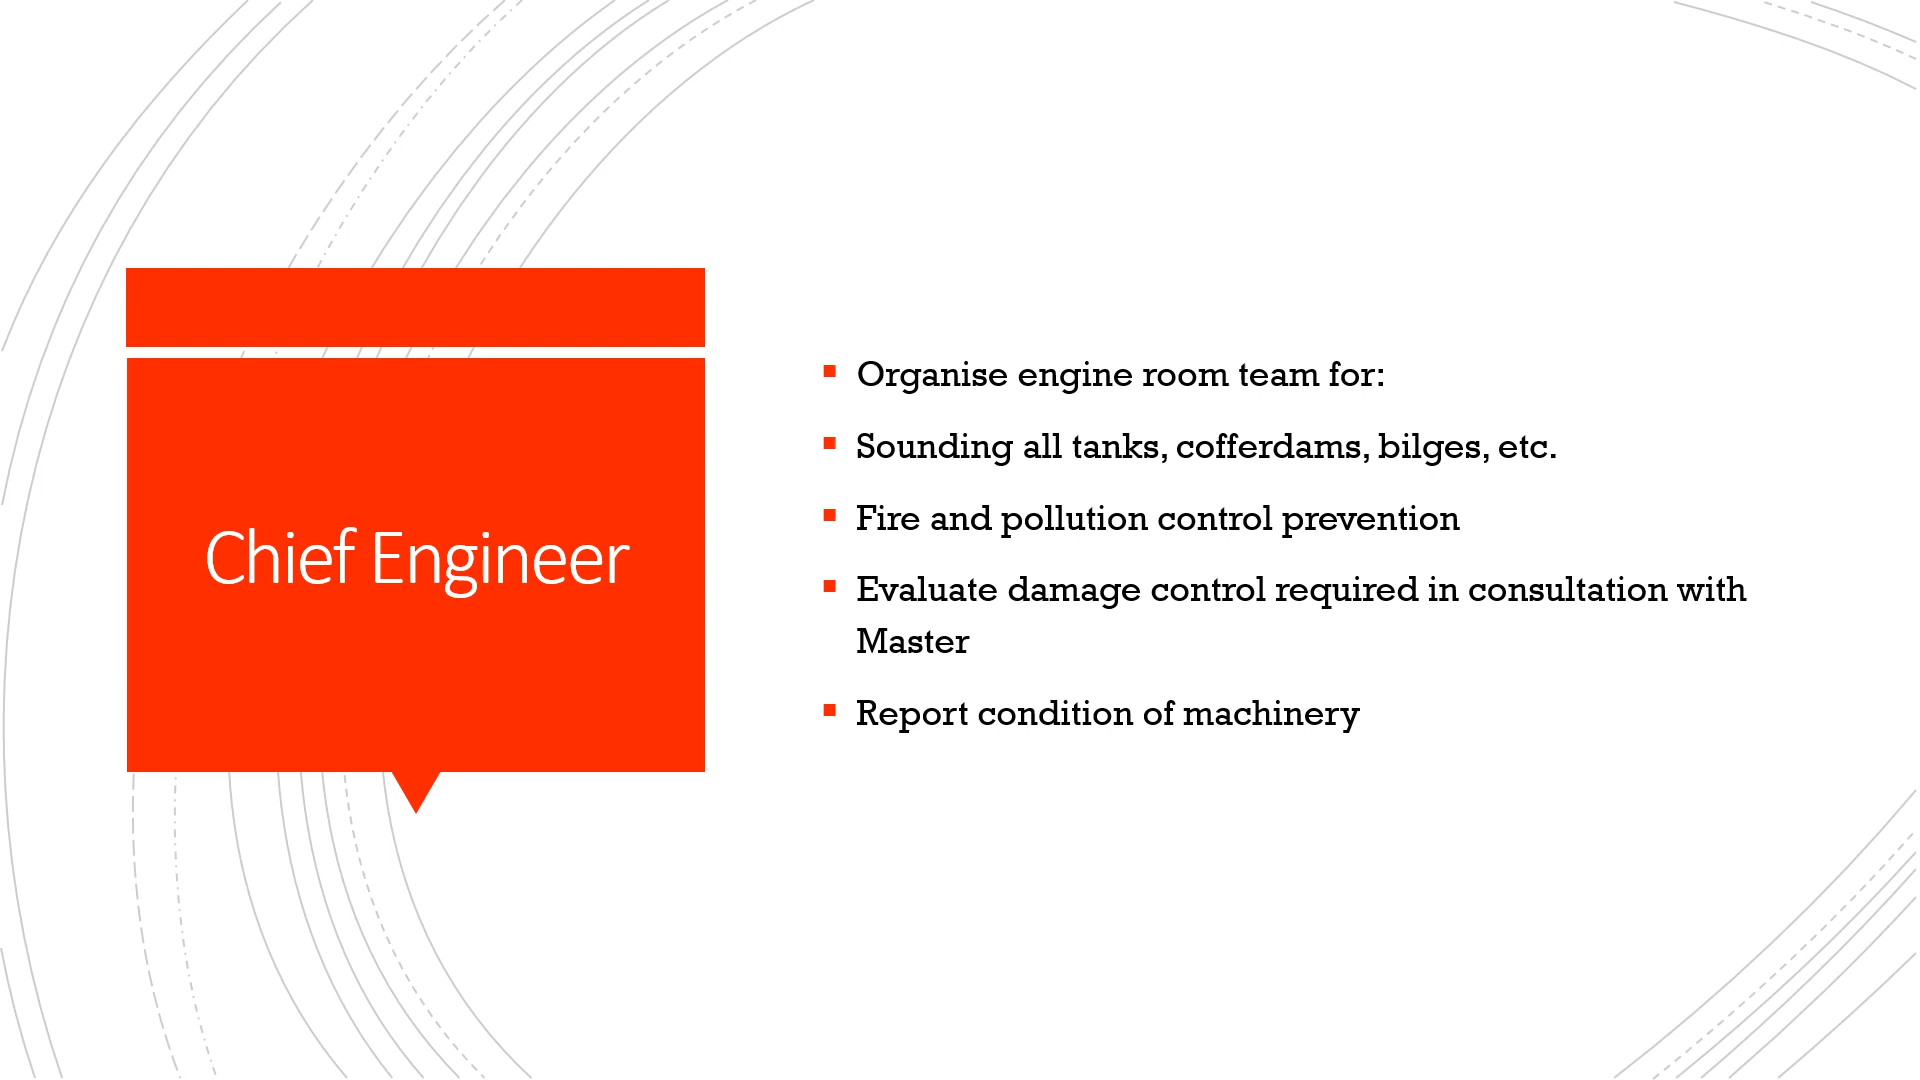 Chief Engineer
Organise engine room team for:
Sounding all tanks, cofferdams, bilges, etc.
Fire and pollution control prevention
Evaluate damage control required in consultation with
Master
Report condition of machinery